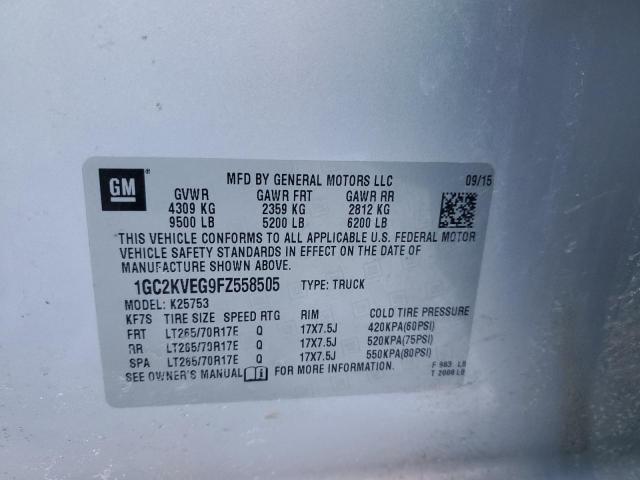 GM
MFD BY GENERAL MOTORS LLC 09/15
GVWR GAWR FRT GAWR RR
4309 KG 2359 KG 2812 KG
9500 LB 5200 LB 6200 LB
THIS VEHICLE CONFORMS TO ALL APPLICABLE U.S. FEDERAL MOTOR
VEHICLE SAFETY STANDARDS IN EFFECT ON THE DATE OF
MANUFACTURE SHOWN ABOVE.
1GC2KVEG9FZ558505 TYPE: TRUCK
MODEL: K25753
KF7S TIRE SIZE SPEED RTG RIM COLD TIRE PRESSURE
FRT LT265/70R17E Q 17X7.5J 420KPA(60PSI)
RR LT265/70R17E Q 17X7.5J 520KPA(75PSI)
SPA LT265/70R17E Q 17X7.5J 550KPA(80PSI)
SEE OWNER'S MANUAL FOR MORE INFORMATION.
F 983 LB
T 2008 LB